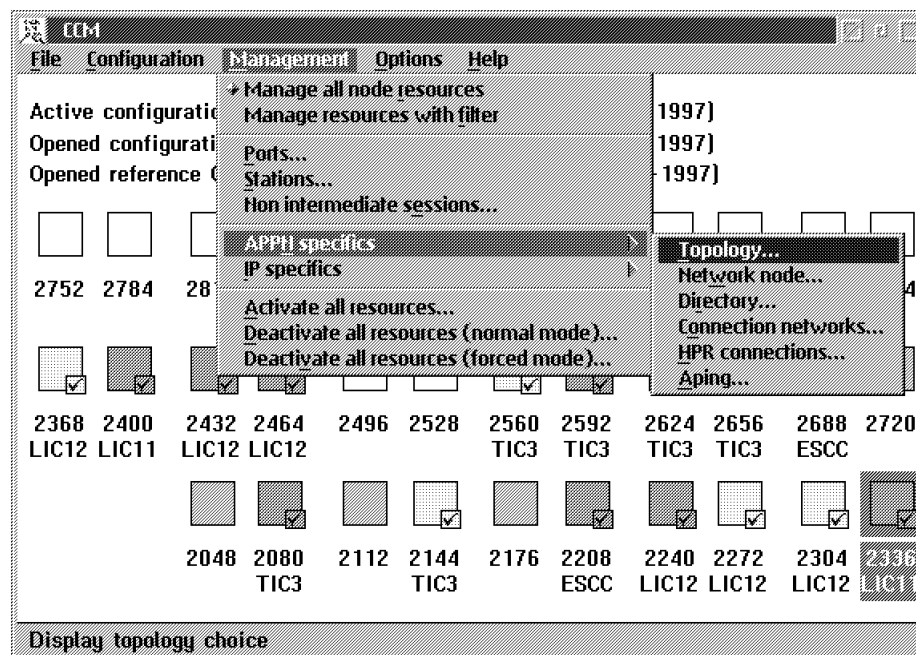 CCM
File Configuration Management Options Help
Manage all node resources
Manage resources with filter
Ports...
Stations...
Non intermediate sessions...
APPN specifics
IP specifics
Activate all resources...
Deactivate all resources (normal mode)...
Deactivate all resources (forced mode)...
Topology...
Network node...
Directory...
Connection networks...
HPR connections...
Aping...
Active
1997)
Opened
1997)
Opened reference
1997)
2752 2784
2368 2400 2432 2464 2496 2528 2560 2592 2624 2656 2688 2720
LIC12 LIC11 LIC12 LIC12 TIC3 TIC3 TIC3 TIC3 ESCC
2048 2080 2112 2144 2176 2208 2240 2272 2304 2336
TIC3 TIC3 ESCC LIC12 LIC12 LIC12 LIC11
Display topology choice